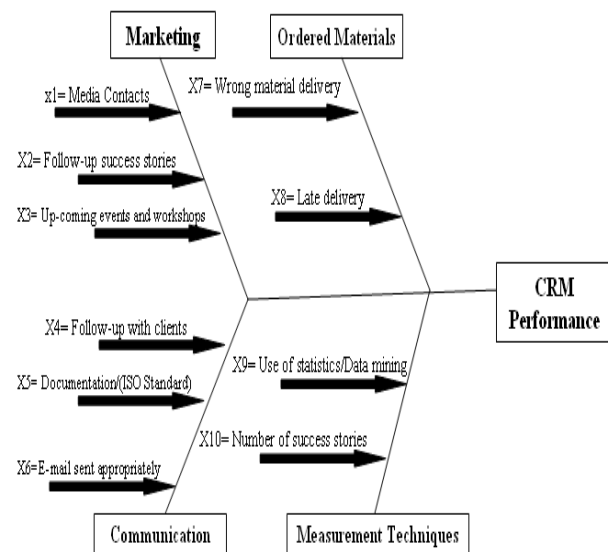 Marketing
Ordered Materials
x1= Media Contacts
X2= Follow-up success stories
X3= Up-coming events and workshops
X7= Wrong material delivery
X8= Late delivery
CRM
Performance
X4= Follow-up with clients
X5= Documentation/(ISO Standard)
X6=E-mail sent appropriately
X9= Use of statistics/Data mining
X10= Number of success stories
Communication
Measurement Techniques